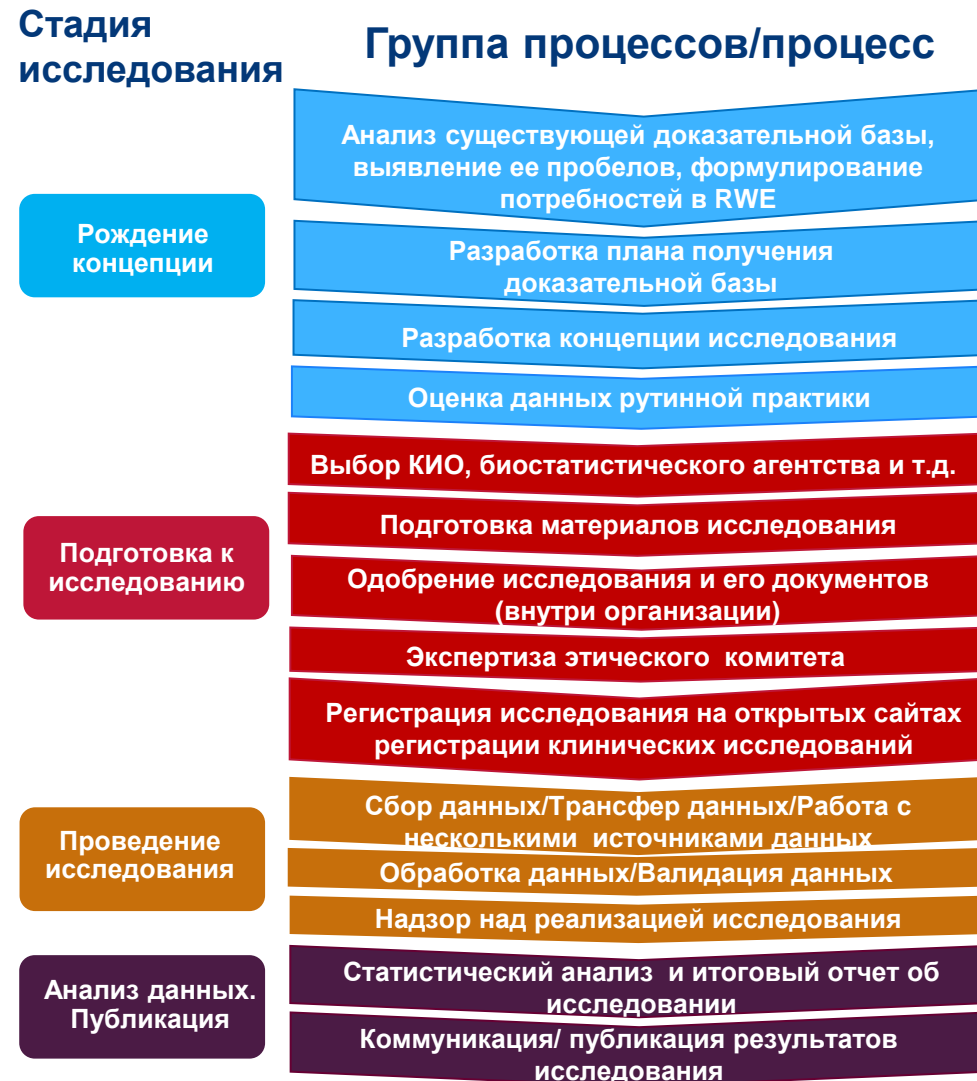 Стадия
исследования
Группа процессов/процесс
Рождение
концепции
Анализ существующей доказательной базы,
выявление ее пробелов, формулирование
потребностей в RWE
Разработка плана получения
доказательной базы
Разработка концепции исследования
Оценка данных рутинной практики
Подготовка к
исследованию
Выбор КИО, биостатистического агентства и т.д.
Подготовка материалов исследования
Одобрение исследования и его документов
(внутри организации)
Экспертиза этического комитета
Регистрация исследования на открытых сайтах
регистрации клинических исследований
Проведение
исследования
Сбор данных/Трансфер данных/Работа с
несколькими источниками данных
Обработка данных/Валидация данных
Надзор над реализацией исследования
Анализ данных.
Публикация
Статистический анализ и итоговый отчет об
исследовании
Коммуникация/ публикация результатов
исследования